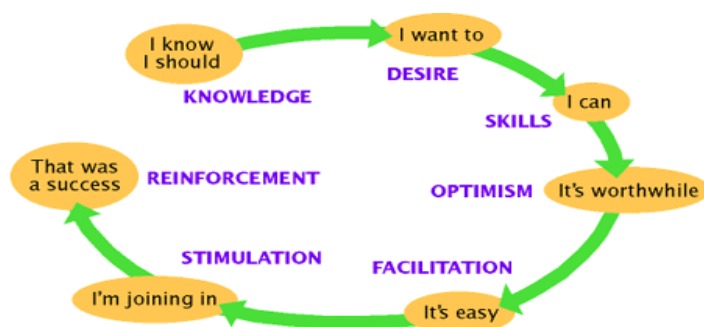 I know
I should
KNOWLEDGE
I want to
DESIRE
I can
SKILLS
It's worthwhile
OPTIMISM
It's easy
FACILITATION
I'm joining in
STIMULATION
That was
a success
REINFORCEMENT